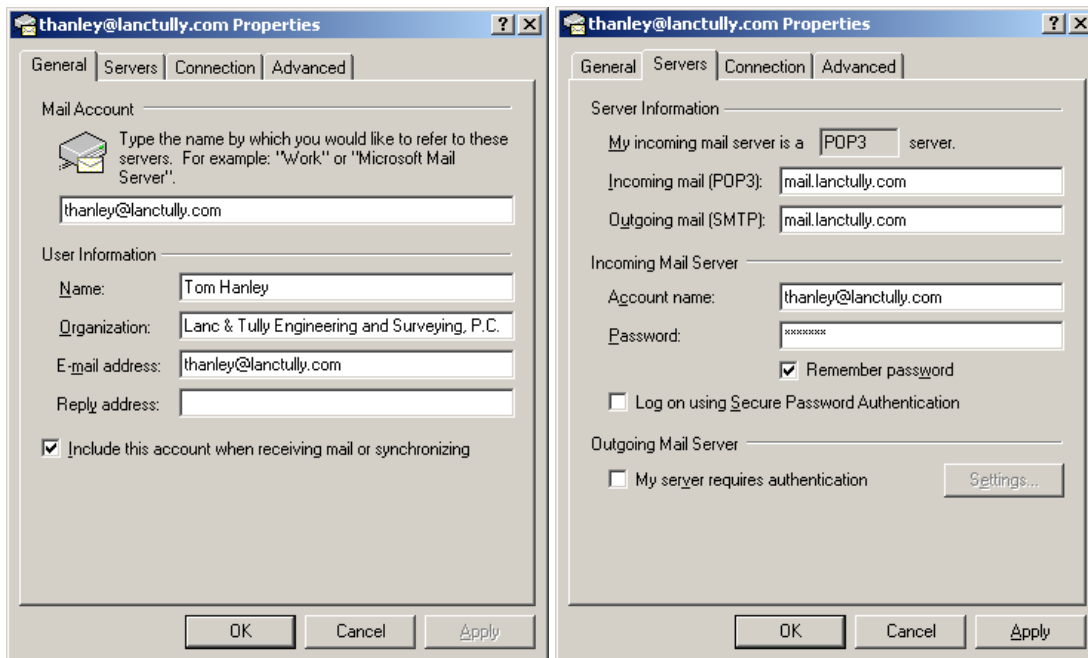 thanley@lanctully.com Properties
General Servers Connection Advanced
Mail Account
Type the name by which you would like to refer to these
servers. For example: "Work" or "Microsoft Mail
Server".
thanley@lanctully.com
User Information
Name: Tom Hanley
Organization: Lanc & Tully Engineering and Surveying, P.C.
E-mail address: thanley@lanctully.com
Reply address:
Include this account when receiving mail or synchronizing
OK Cancel Apply
thanley@lanctully.com Properties
General Servers Connection Advanced
Server Information
My incoming mail server is a POP3 server.
Incoming mail (POP3): mail.lanctully.com
Outgoing mail (SMTP): mail.lanctully.com
Incoming Mail Server
Account name: thanley@lanctully.com
Password: *******
Remember password
Log on using Secure Password Authentication
Outgoing Mail Server
My server requires authentication Settings...
OK Cancel Apply